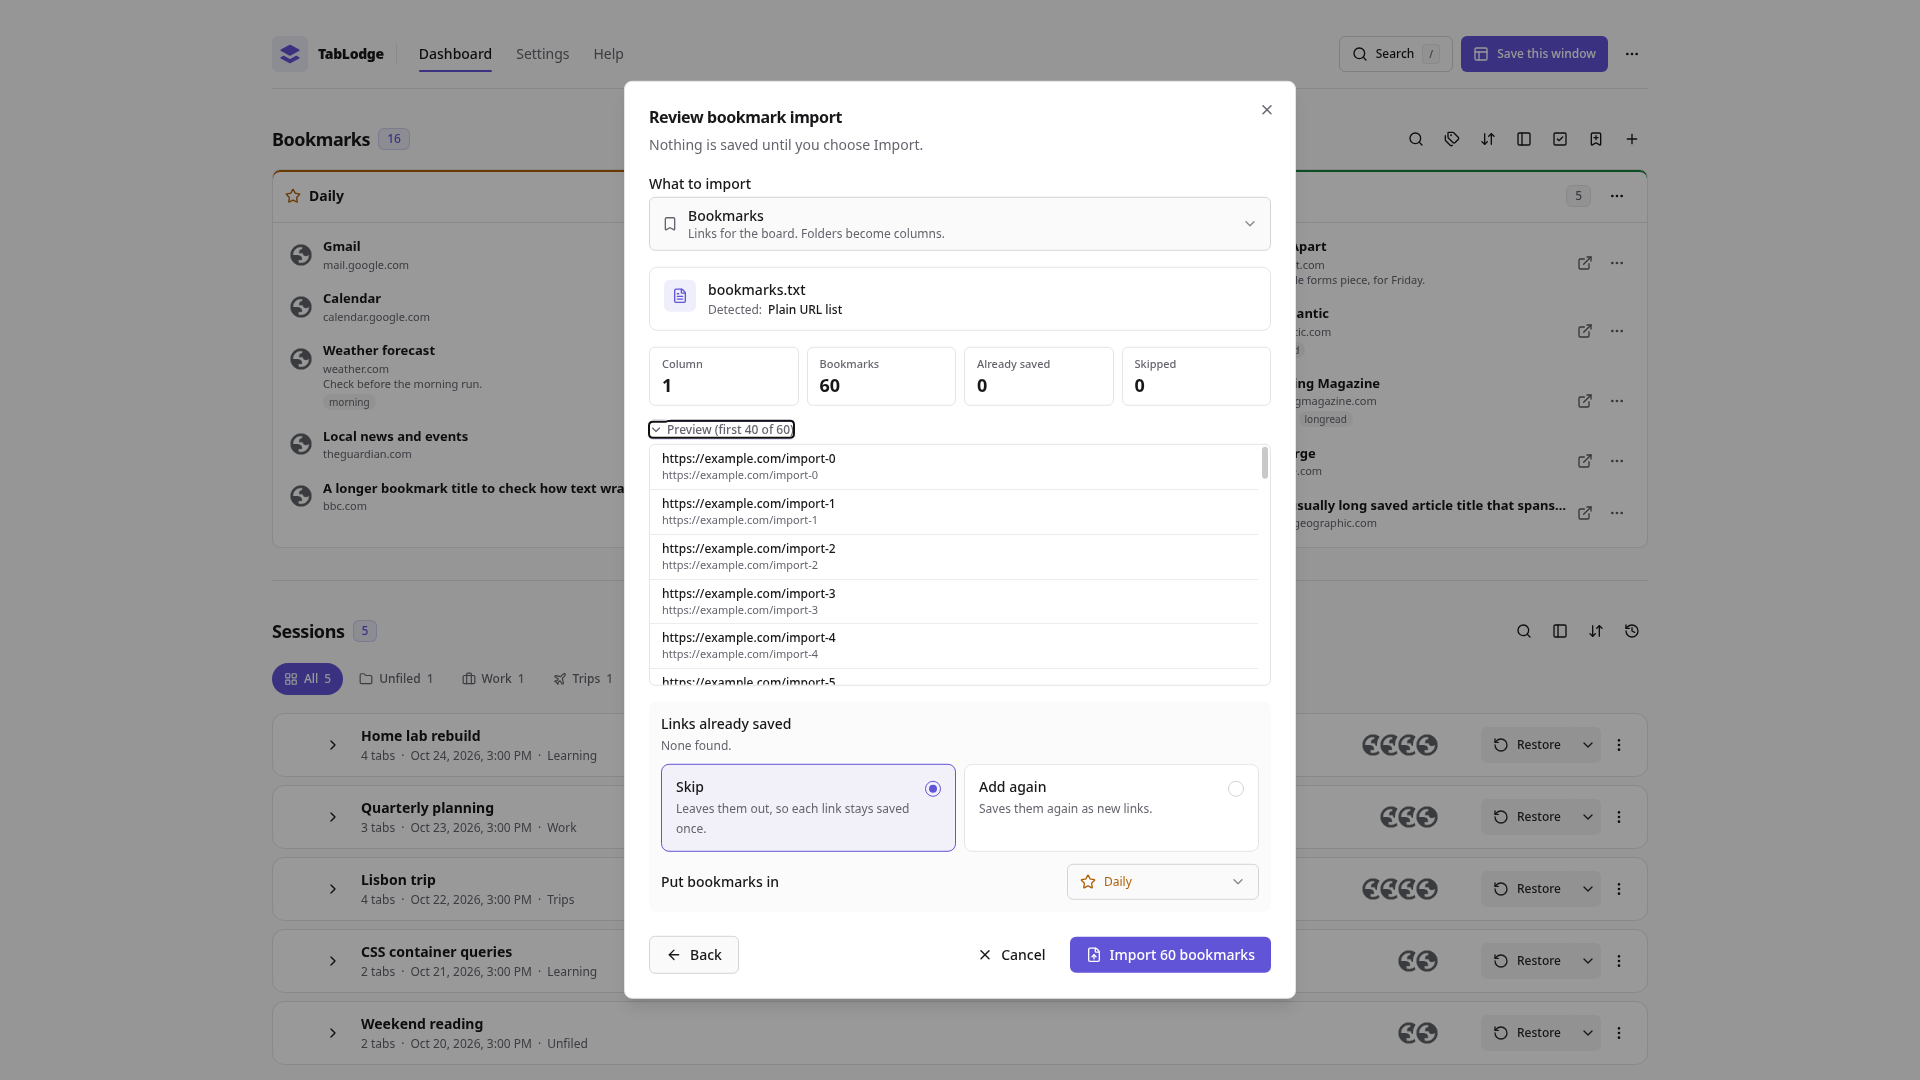 TabLodge
Dashboard
Settings
Help
Search /
Save this window
Bookmarks 16
Daily
Gmail
mail.google.com
Calendar
calendar.google.com
Weather forecast
weather.com
Check before the morning run.
morning
Local news and events
theguardian.com
A longer bookmark title to check how text wra
bbc.com
Review bookmark import
Nothing is saved until you choose Import.
What to import
Bookmarks
Links for the board. Folders become columns.
bookmarks.txt
Detected: Plain URL list
Column
1
Bookmarks
60
Already saved
0
Skipped
0
Preview (first 40 of 60)
https://example.com/import-0
https://example.com/import-0
https://example.com/import-1
https://example.com/import-1
https://example.com/import-2
https://example.com/import-2
https://example.com/import-3
https://example.com/import-3
https://example.com/import-4
https://example.com/import-4
https://example.com/import-5
Links already saved
None found.
Skip
Leaves them out, so each link stays saved
once.
Add again
Saves them again as new links.
Put bookmarks in
Daily
Back
Cancel
Import 60 bookmarks
5
Apart
t.com
le forms piece, for Friday.
antic
tic.com
d
ng Magazine
gmagazine.com
longread
rge
.com
sually long saved article title that spans...
geographic.com
Sessions 5
All 5
Unfiled 1
Work 1
Trips 1
Home lab rebuild
4 tabs · Oct 24, 2026, 3:00 PM · Learning
Restore
Quarterly planning
3 tabs · Oct 23, 2026, 3:00 PM · Work
Restore
Lisbon trip
4 tabs · Oct 22, 2026, 3:00 PM · Trips
Restore
CSS container queries
2 tabs · Oct 21, 2026, 3:00 PM · Learning
Restore
Weekend reading
2 tabs · Oct 20, 2026, 3:00 PM · Unfiled
Restore